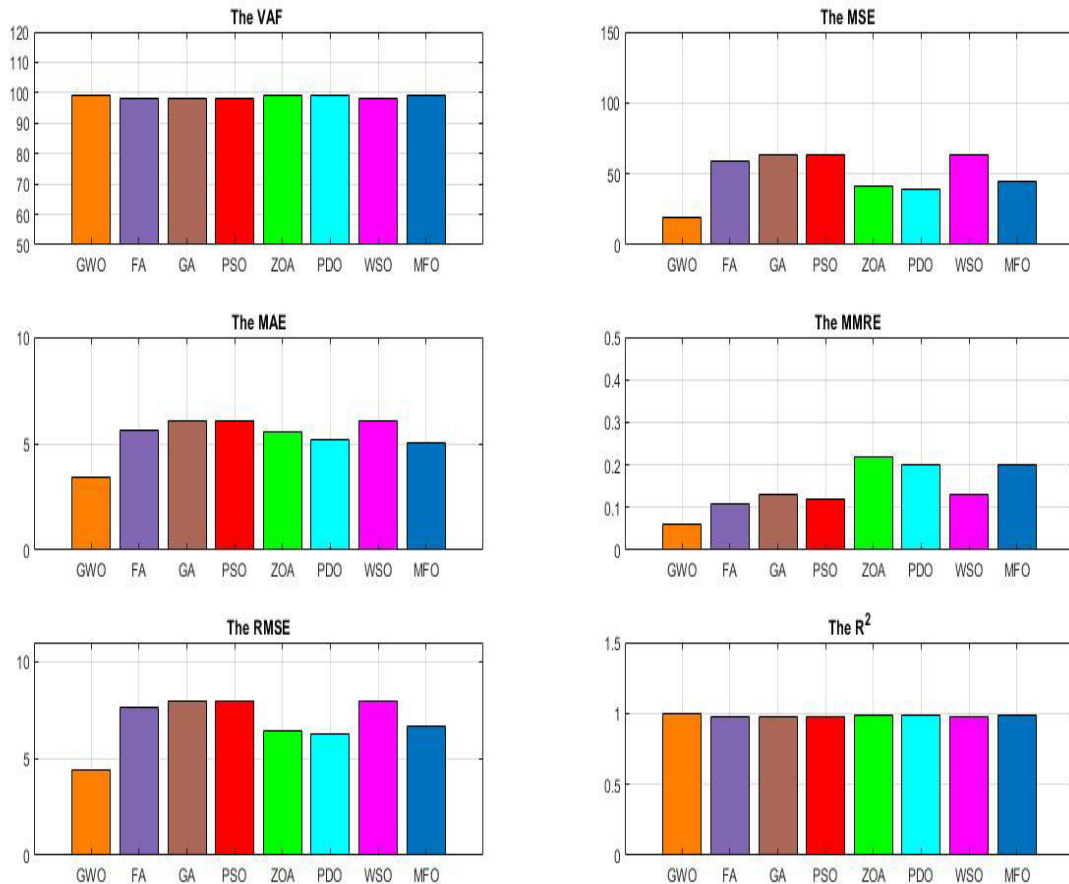 The VAF
120
110
100
90
80
70
60
50
GWO FA GA PSO ZOA PDO WSO MFO
The MSE
150
100
50
0
GWO FA GA PSO ZOA PDO WSO MFO
The MAE
10
5
0
GWO FA GA PSO ZOA PDO WSO MFO
The MMRE
0.5
0.4
0.3
0.2
0.1
0
GWO FA GA PSO ZOA PDO WSO MFO
The RMSE
10
5
0
GWO FA GA PSO ZOA PDO WSO MFO
The R²
1.5
1
0.5
0
GWO FA GA PSO ZOA PDO WSO MFO